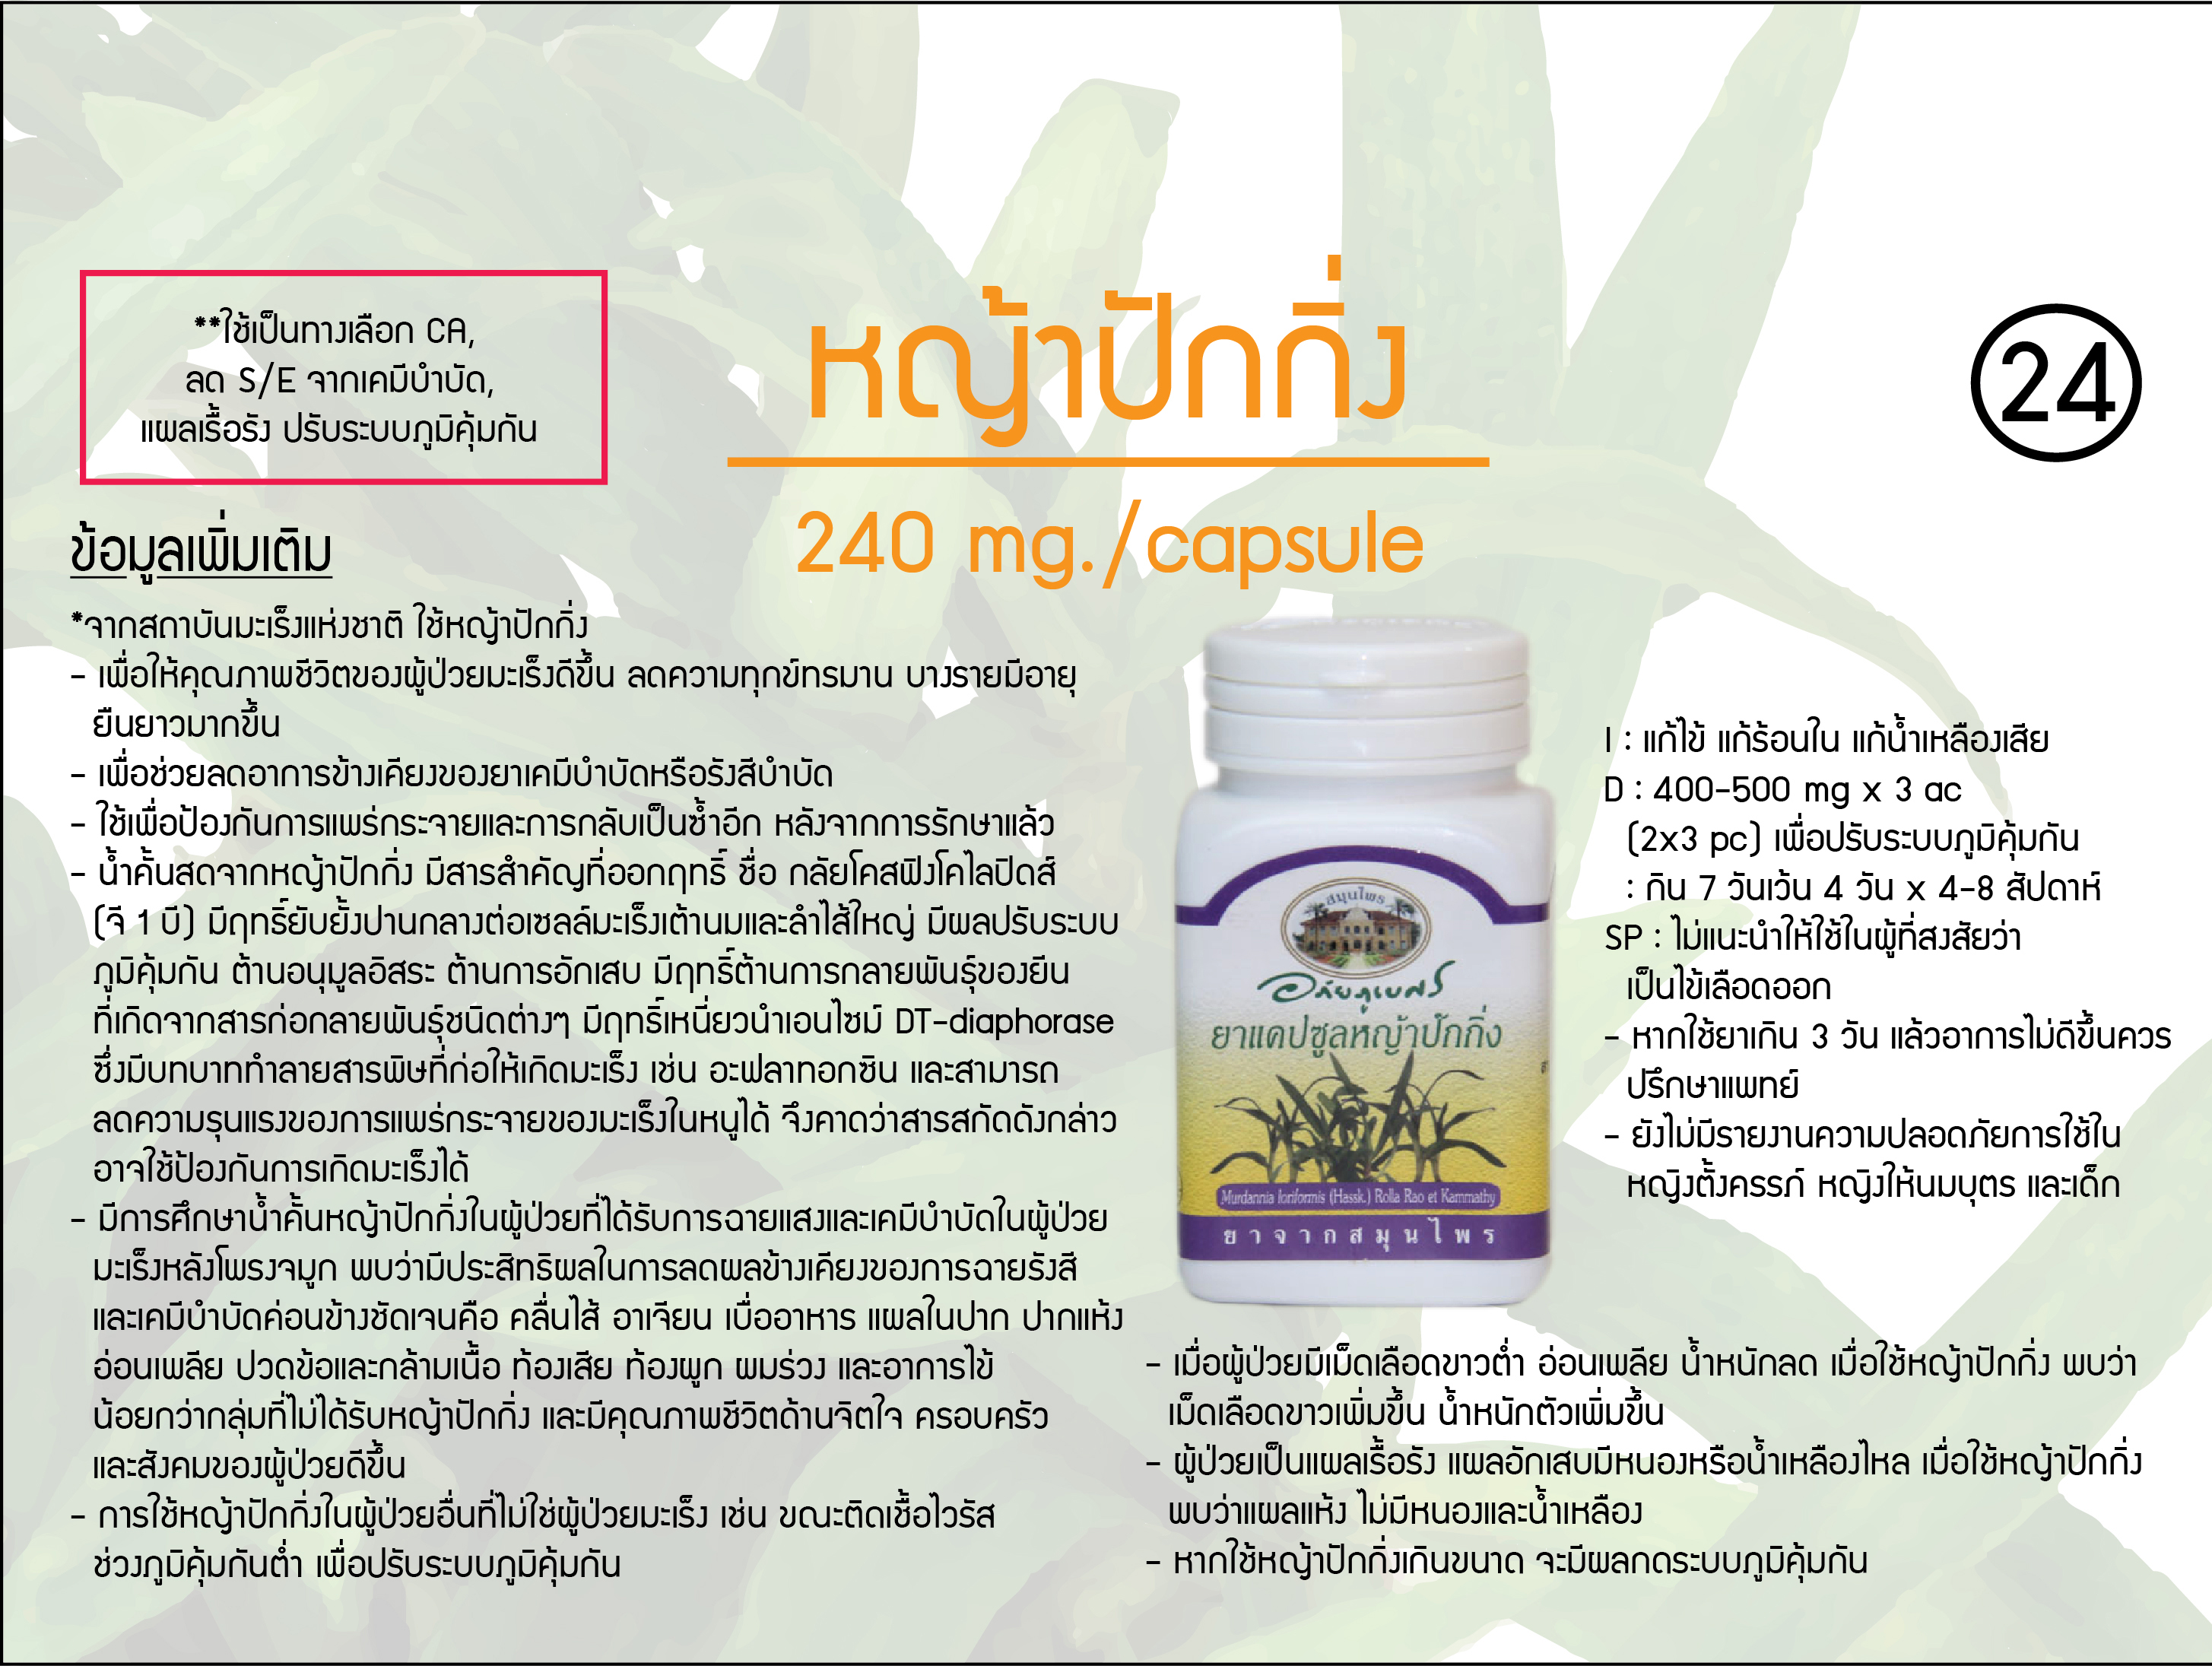 **ใช้เป็นทางเลือก CA,
ลด S/E จากเคมีบำบัด,
แผลเรื้อรัง ปรับระบบภูมิคุ้มกัน
หญ้าปักกิ่ง
240 mg./capsule
24
ข้อมูลเพิ่มเติม
*จากสถาบันมะเร็งแห่งชาติ ใช้หญ้าปักกิ่ง
- เพื่อให้คุณภาพชีวิตของผู้ป่วยมะเร็งดีขึ้น ลดความทุกข์ทรมาน บางรายมีอายุ
ยืนยาวมากขึ้น
- เพื่อช่วยลดอาการข้างเคียงของยาเคมีบำบัดหรือรังสีบำบัด
- ใช้เพื่อป้องกันการแพร่กระจายและการกลับเป็นซ้ำอีก หลังจากการรักษาแล้ว
- น้ำคั้นสดจากหญ้าปักกิ่ง มีสารสำคัญที่ออกฤทธิ์ ชื่อ กลัยโคสฟิงโคไลปิดส์
(จี 1 บี) มีฤทธิ์ยับยั้งปานกลางต่อเซลล์มะเร็งเต้านมและลำไส้ใหญ่ มีผลปรับระบบ
ภูมิคุ้มกัน ต้านอนุมูลอิสระ ต้านการอักเสบ มีฤทธิ์ต้านการกลายพันธุ์ของยีน
ที่เกิดจากสารก่อกลายพันธุ์ชนิดต่างๆ มีฤทธิ์เหนี่ยวนำเอนไซม์ DT-diaphorase
ซึ่งมีบทบาททำลายสารพิษที่ก่อให้เกิดมะเร็ง เช่น อะฟลาทอกซิน และสามารถ
ลดความรุนแรงของการแพร่กระจายของมะเร็งในหนูได้ จึงคาดว่าสารสกัดดังกล่าว
อาจใช้ป้องกันการเกิดมะเร็งได้
- มีการศึกษาน้ำคั้นหญ้าปักกิ่งในผู้ป่วยที่ได้รับการฉายแสงและเคมีบำบัดในผู้ป่วย
มะเร็งหลังโพรงจมูก พบว่ามีประสิทธิผลในการลดผลข้างเคียงของการฉายรังสี
และเคมีบำบัดค่อนข้างชัดเจนคือ คลื่นไส้ อาเจียน เบื่ออาหาร แผลในปาก ปากแห้ง
อ่อนเพลีย ปวดข้อและกล้ามเนื้อ ท้องเสีย ท้องผูก ผมร่วง และอาการไข้
น้อยกว่ากลุ่มที่ไม่ได้รับหญ้าปักกิ่ง และมีคุณภาพชีวิตด้านจิตใจ ครอบครัว
และสังคมของผู้ป่วยดีขึ้น
- การใช้หญ้าปักกิ่งในผู้ป่วยอื่นที่ไม่ใช่ผู้ป่วยมะเร็ง เช่น ขณะติดเชื้อไวรัส
ช่วงภูมิคุ้มกันต่ำ เพื่อปรับระบบภูมิคุ้มกัน
สมุนไพร
อภัยภูเบศร
ยาแคปซูลหญ้าปักกิ่ง
Murdannia loriformis (Hassk.) Rolla Rao et Kammathy
ยาจากสมุนไพร
I : แก้ไข้ แก้ร้อนใน แก้น้ำเหลืองเสีย
D : 400-500 mg x 3 ac
(2x3 pc) เพื่อปรับระบบภูมิคุ้มกัน
: กิน 7 วันเว้น 4 วัน x 4-8 สัปดาห์
SP : ไม่แนะนำให้ใช้ในผู้ที่สงสัยว่า
เป็นไข้เลือดออก
- หากใช้ยาเกิน 3 วัน แล้วอาการไม่ดีขึ้นควร
ปรึกษาแพทย์
- ยังไม่มีรายงานความปลอดภัยการใช้ใน
หญิงตั้งครรภ์ หญิงให้นมบุตร และเด็ก
- เมื่อผู้ป่วยมีเม็ดเลือดขาวต่ำ อ่อนเพลีย น้ำหนักลด เมื่อใช้หญ้าปักกิ่ง พบว่า
เม็ดเลือดขาวเพิ่มขึ้น น้ำหนักตัวเพิ่มขึ้น
- ผู้ป่วยเป็นแผลเรื้อรัง แผลอักเสบมีหนองหรือน้ำเหลืองไหล เมื่อใช้หญ้าปักกิ่ง
พบว่าแผลแห้ง ไม่มีหนองและน้ำเหลือง
- หากใช้หญ้าปักกิ่งเกินขนาด จะมีผลกดระบบภูมิคุ้มกัน